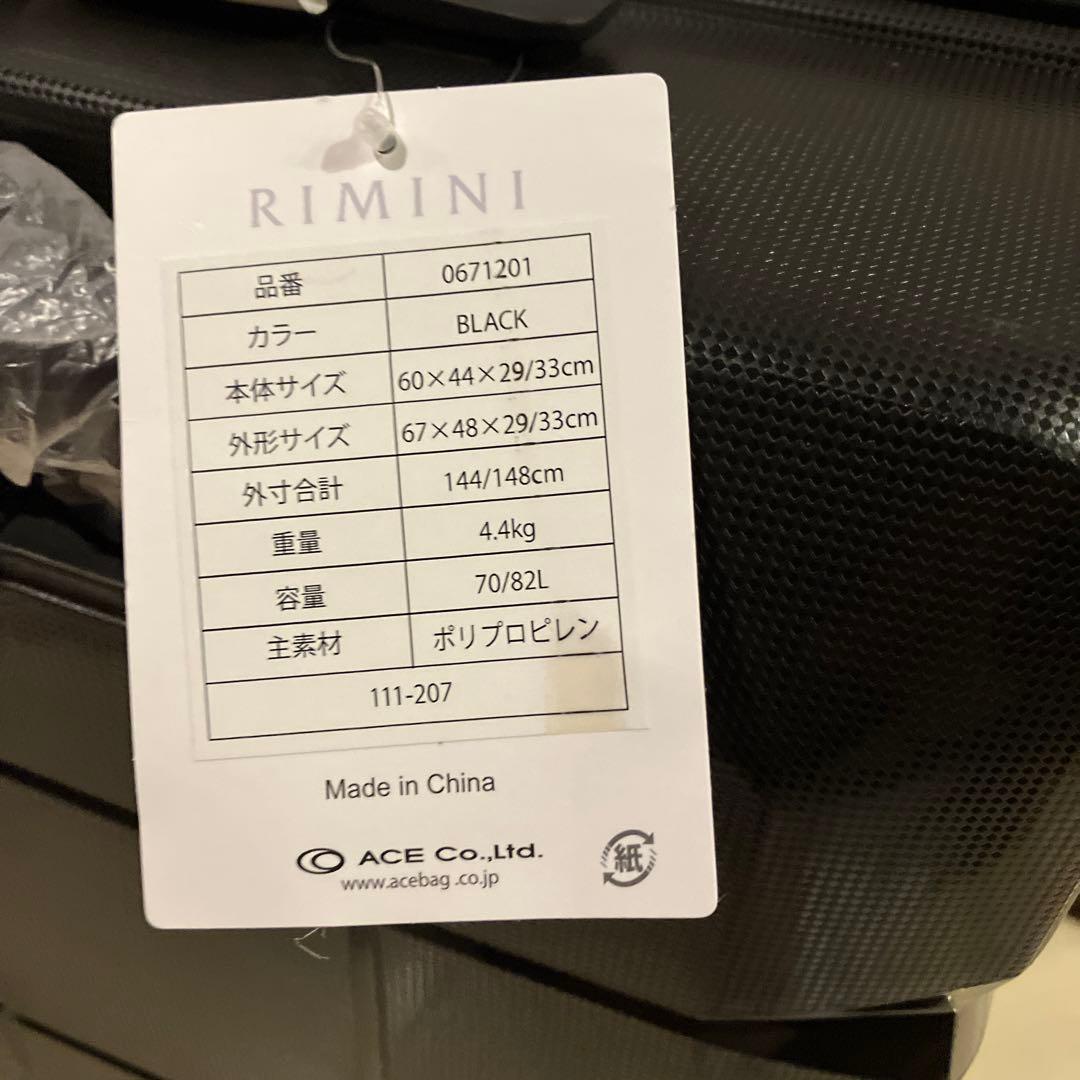 RIMINI
品番 0671201
カラー BLACK
本体サイズ 60×44×29/33cm
外形サイズ 67×48×29/33cm
外寸合計 144/148cm
重量 4.4kg
容量 70/82L
主素材 ポリプロピレン
111-207
Made in China
ACE Co.,Ltd.
www.acebag.co.jp
紙